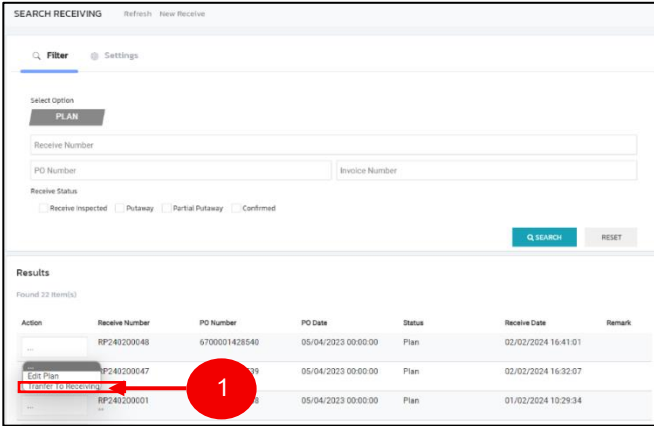 SEARCH RECEIVING Refresh New Receive
Filter Settings
Select Option
PLAN
Receive Number
PO Number Invoice Number
Receive Status
Receive Inspected Putaway Partial Putaway Confirmed
SEARCH RESET
Results
Found 22 Item(s)
Action Receive Number PO Number PO Date Status Receive Date Remark
... RP240200048 6700001428540 05/04/2023 00:00:00 Plan 02/02/2024 16:41:01
...
Edit Plan RP240200047 39 05/04/2023 00:00:00 Plan 02/02/2024 16:32:07
Tranfer To Receiving 1
... RP240200001 8 05/04/2023 00:00:00 Plan 01/02/2024 10:29:34